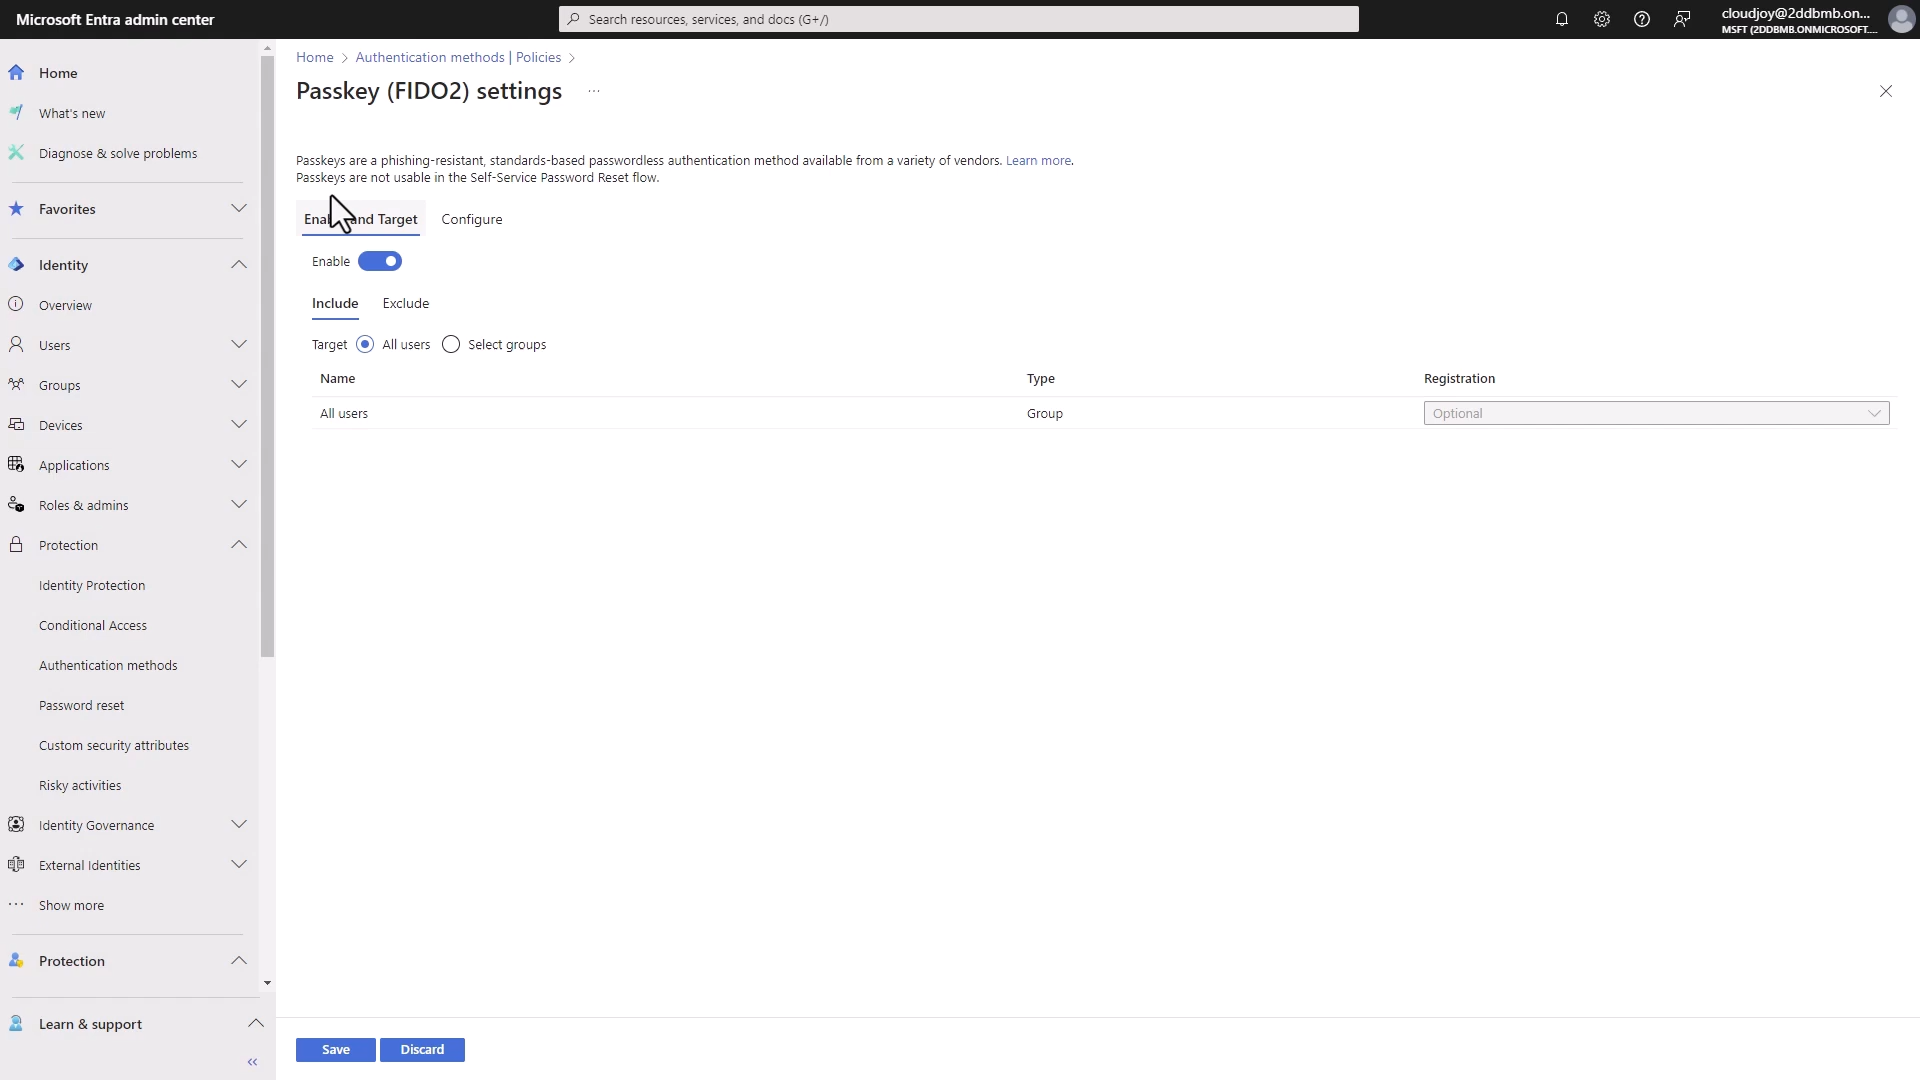 Microsoft Entra admin center
Search resources, services, and docs (G+/)
cloudjoy@2ddbmb.on...
MSFT (2DDBMB.ONMICROSOFT....
Home
What's new
Diagnose & solve problems
Favorites
Identity
Overview
Users
Groups
Devices
Applications
Roles & admins
Protection
Identity Protection
Conditional Access
Authentication methods
Password reset
Custom security attributes
Risky activities
Identity Governance
External Identities
Show more
Protection
Learn & support
Home > Authentication methods | Policies >
Passkey (FIDO2) settings ...
Passkeys are a phishing-resistant, standards-based passwordless authentication method available from a variety of vendors. Learn more.
Passkeys are not usable in the Self-Service Password Reset flow.
Enable and Target Configure
Enable
Include Exclude
Target All users Select groups
Name Type Registration
All users Group Optional
Save Discard